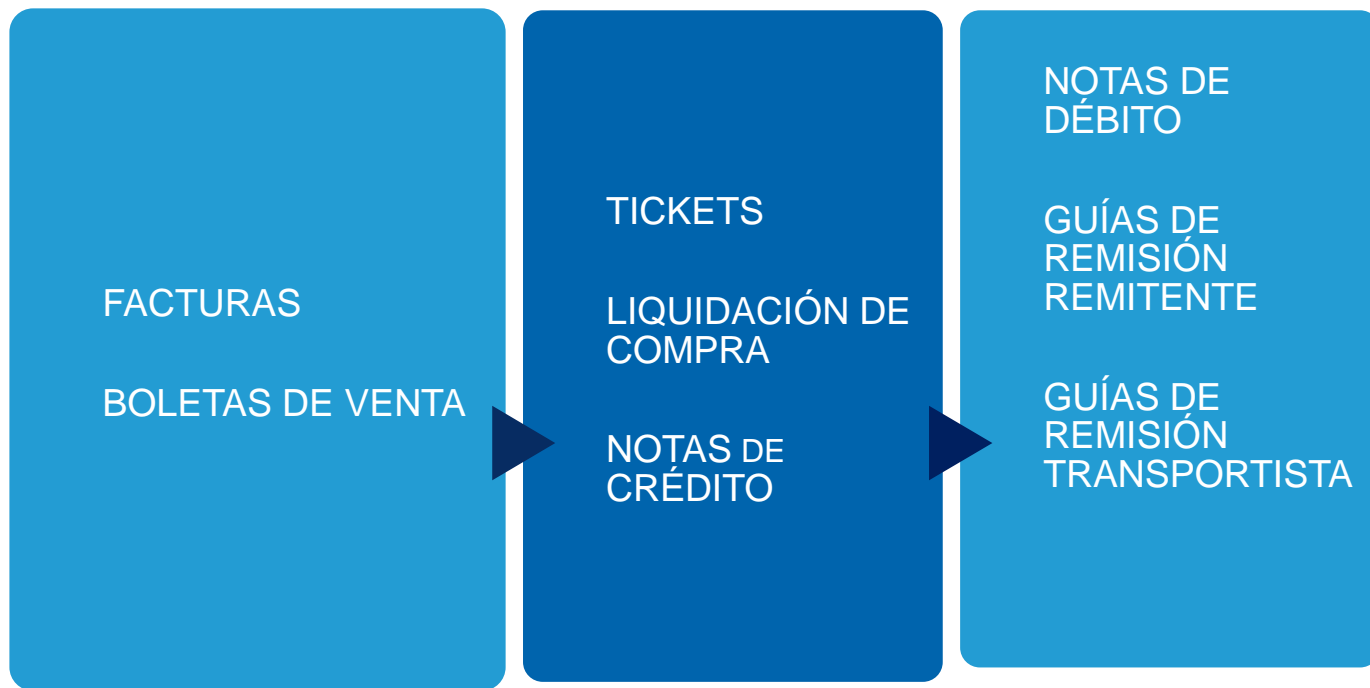 FACTURAS
BOLETAS DE VENTA
TICKETS
LIQUIDACIÓN DE
COMPRA
NOTAS DE
CRÉDITO
NOTAS DE
DÉBITO
GUÍAS DE
REMISIÓN
REMITENTE
GUÍAS DE
REMISIÓN
TRANSPORTISTA